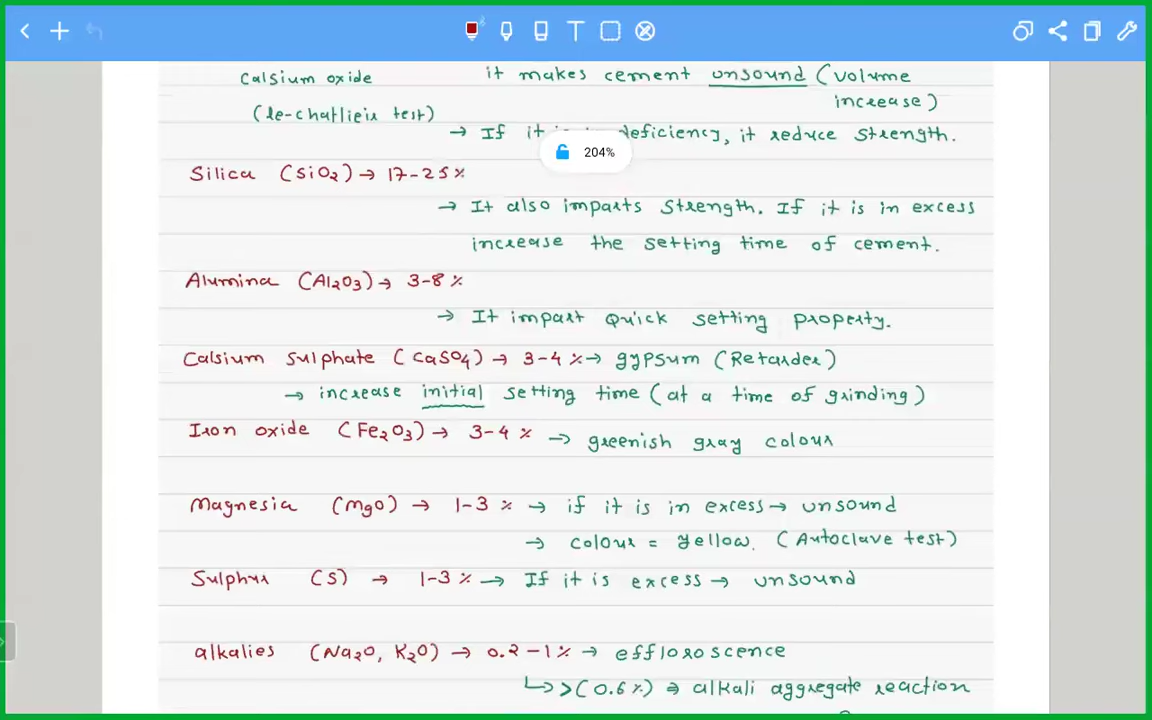 Calsium oxide it makes cement unsound (volume
increase)
(le-chatlieir test)
→ If it deficiency, it reduce strength.
204%
Silica (SiO2) → 17-25 %
→ It also imparts strength. If it is in excess
increase the setting time of cement.
Alumina (Al2O3) → 3-8 %
→ It impart Quick setting property.
Calsium sulphate (CaSO4) → 3-4 % → gypsum (Retarder)
→ increase initial setting time (at a time of grinding)
Iron oxide (Fe2O3) → 3-4 % → greenish gray colour
Magnesia (MgO) → 1-3 % → if it is in excess → unsound
→ colour = yellow. (Autoclave test)
Sulphur (S) → 1-3 % → If it is excess → unsound
alkalies (Na2O, K2O) → 0.2-1 % → effloroscence
↳ >(0.6 %) ⇒ alkali aggregate reaction